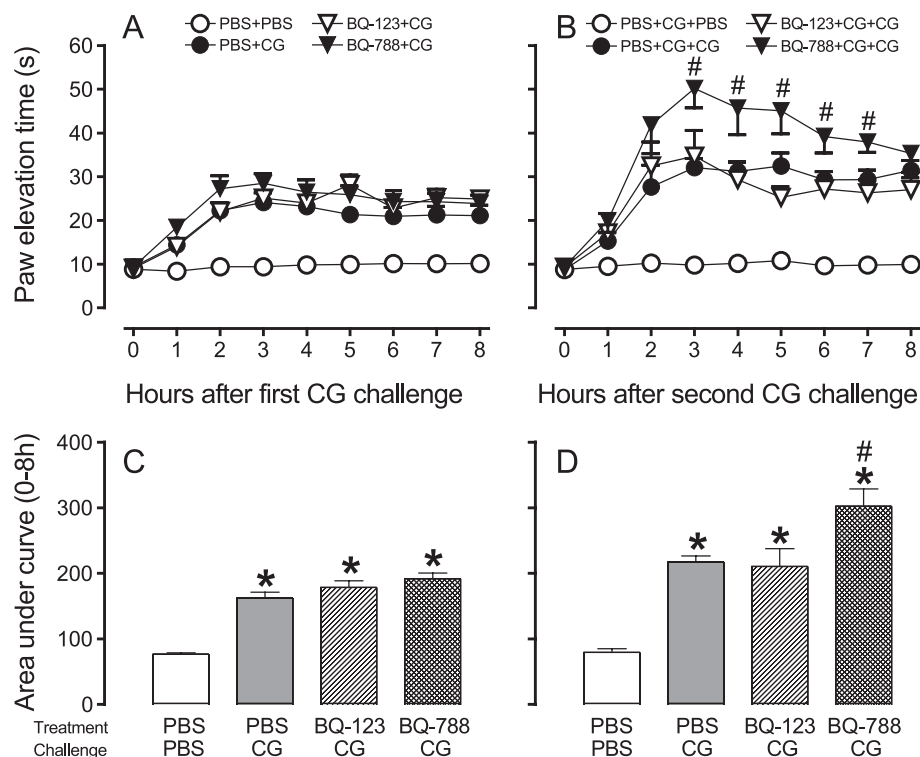 A
PBS+PBS
BQ-123+CG
PBS+CG
BQ-788+CG
B
PBS+CG+PBS
BQ-123+CG+CG
PBS+CG+CG
BQ-788+CG+CG
Paw elevation time (s)
60
50
40
30
20
10
0
# # # # #
0 1 2 3 4 5 6 7 8
0 1 2 3 4 5 6 7 8
Hours after first CG challenge
Hours after second CG challenge
Area under curve (0-8h)
400
300
200
100
0
C
* * *
D
#
* * *
Treatment PBS PBS BQ-123 BQ-788 PBS PBS BQ-123 BQ-788
Challenge PBS CG CG CG PBS CG CG CG